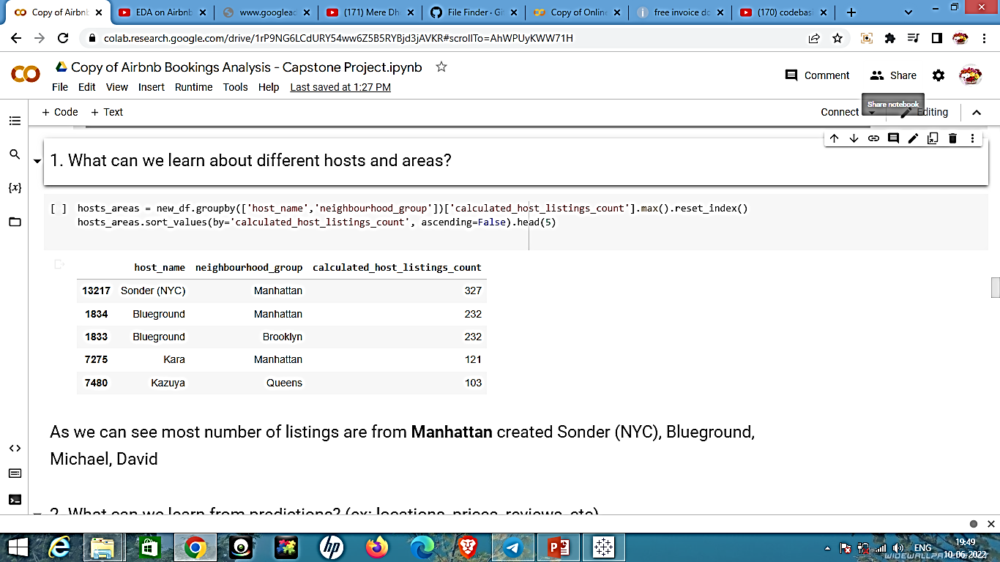 Copy of Airbnb
EDA on Airbnb
www.googleac
(171) Mere Dh
File Finder · Gi
Copy of Online
free invoice do
(170) codebasi
colab.research.google.com/drive/1rP9NG6LCdURY54ww6Z5B5RYBjd3jAVKR#scrollTo=AhWPUyKWW71H
Copy of Airbnb Bookings Analysis - Capstone Project.ipynb
Comment
Share
File Edit View Insert Runtime Tools Help Last saved at 1:27 PM
Share notebook
+ Code + Text
Connect
Editing
1. What can we learn about different hosts and areas?
[ ] hosts_areas = new_df.groupby(['host_name','neighbourhood_group'])['calculated_host_listings_count'].max().reset_index()
hosts_areas.sort_values(by='calculated_host_listings_count', ascending=False).head(5)
host_name neighbourhood_group calculated_host_listings_count
13217 Sonder (NYC) Manhattan 327
1834 Blueground Manhattan 232
1833 Blueground Brooklyn 232
7275 Kara Manhattan 121
7480 Kazuya Queens 103
As we can see most number of listings are from Manhattan created Sonder (NYC), Blueground,
Michael, David
2. What can we learn from predictions? (ex: locations, prices, reviews, etc)
ENG
19:49
10-06-2022